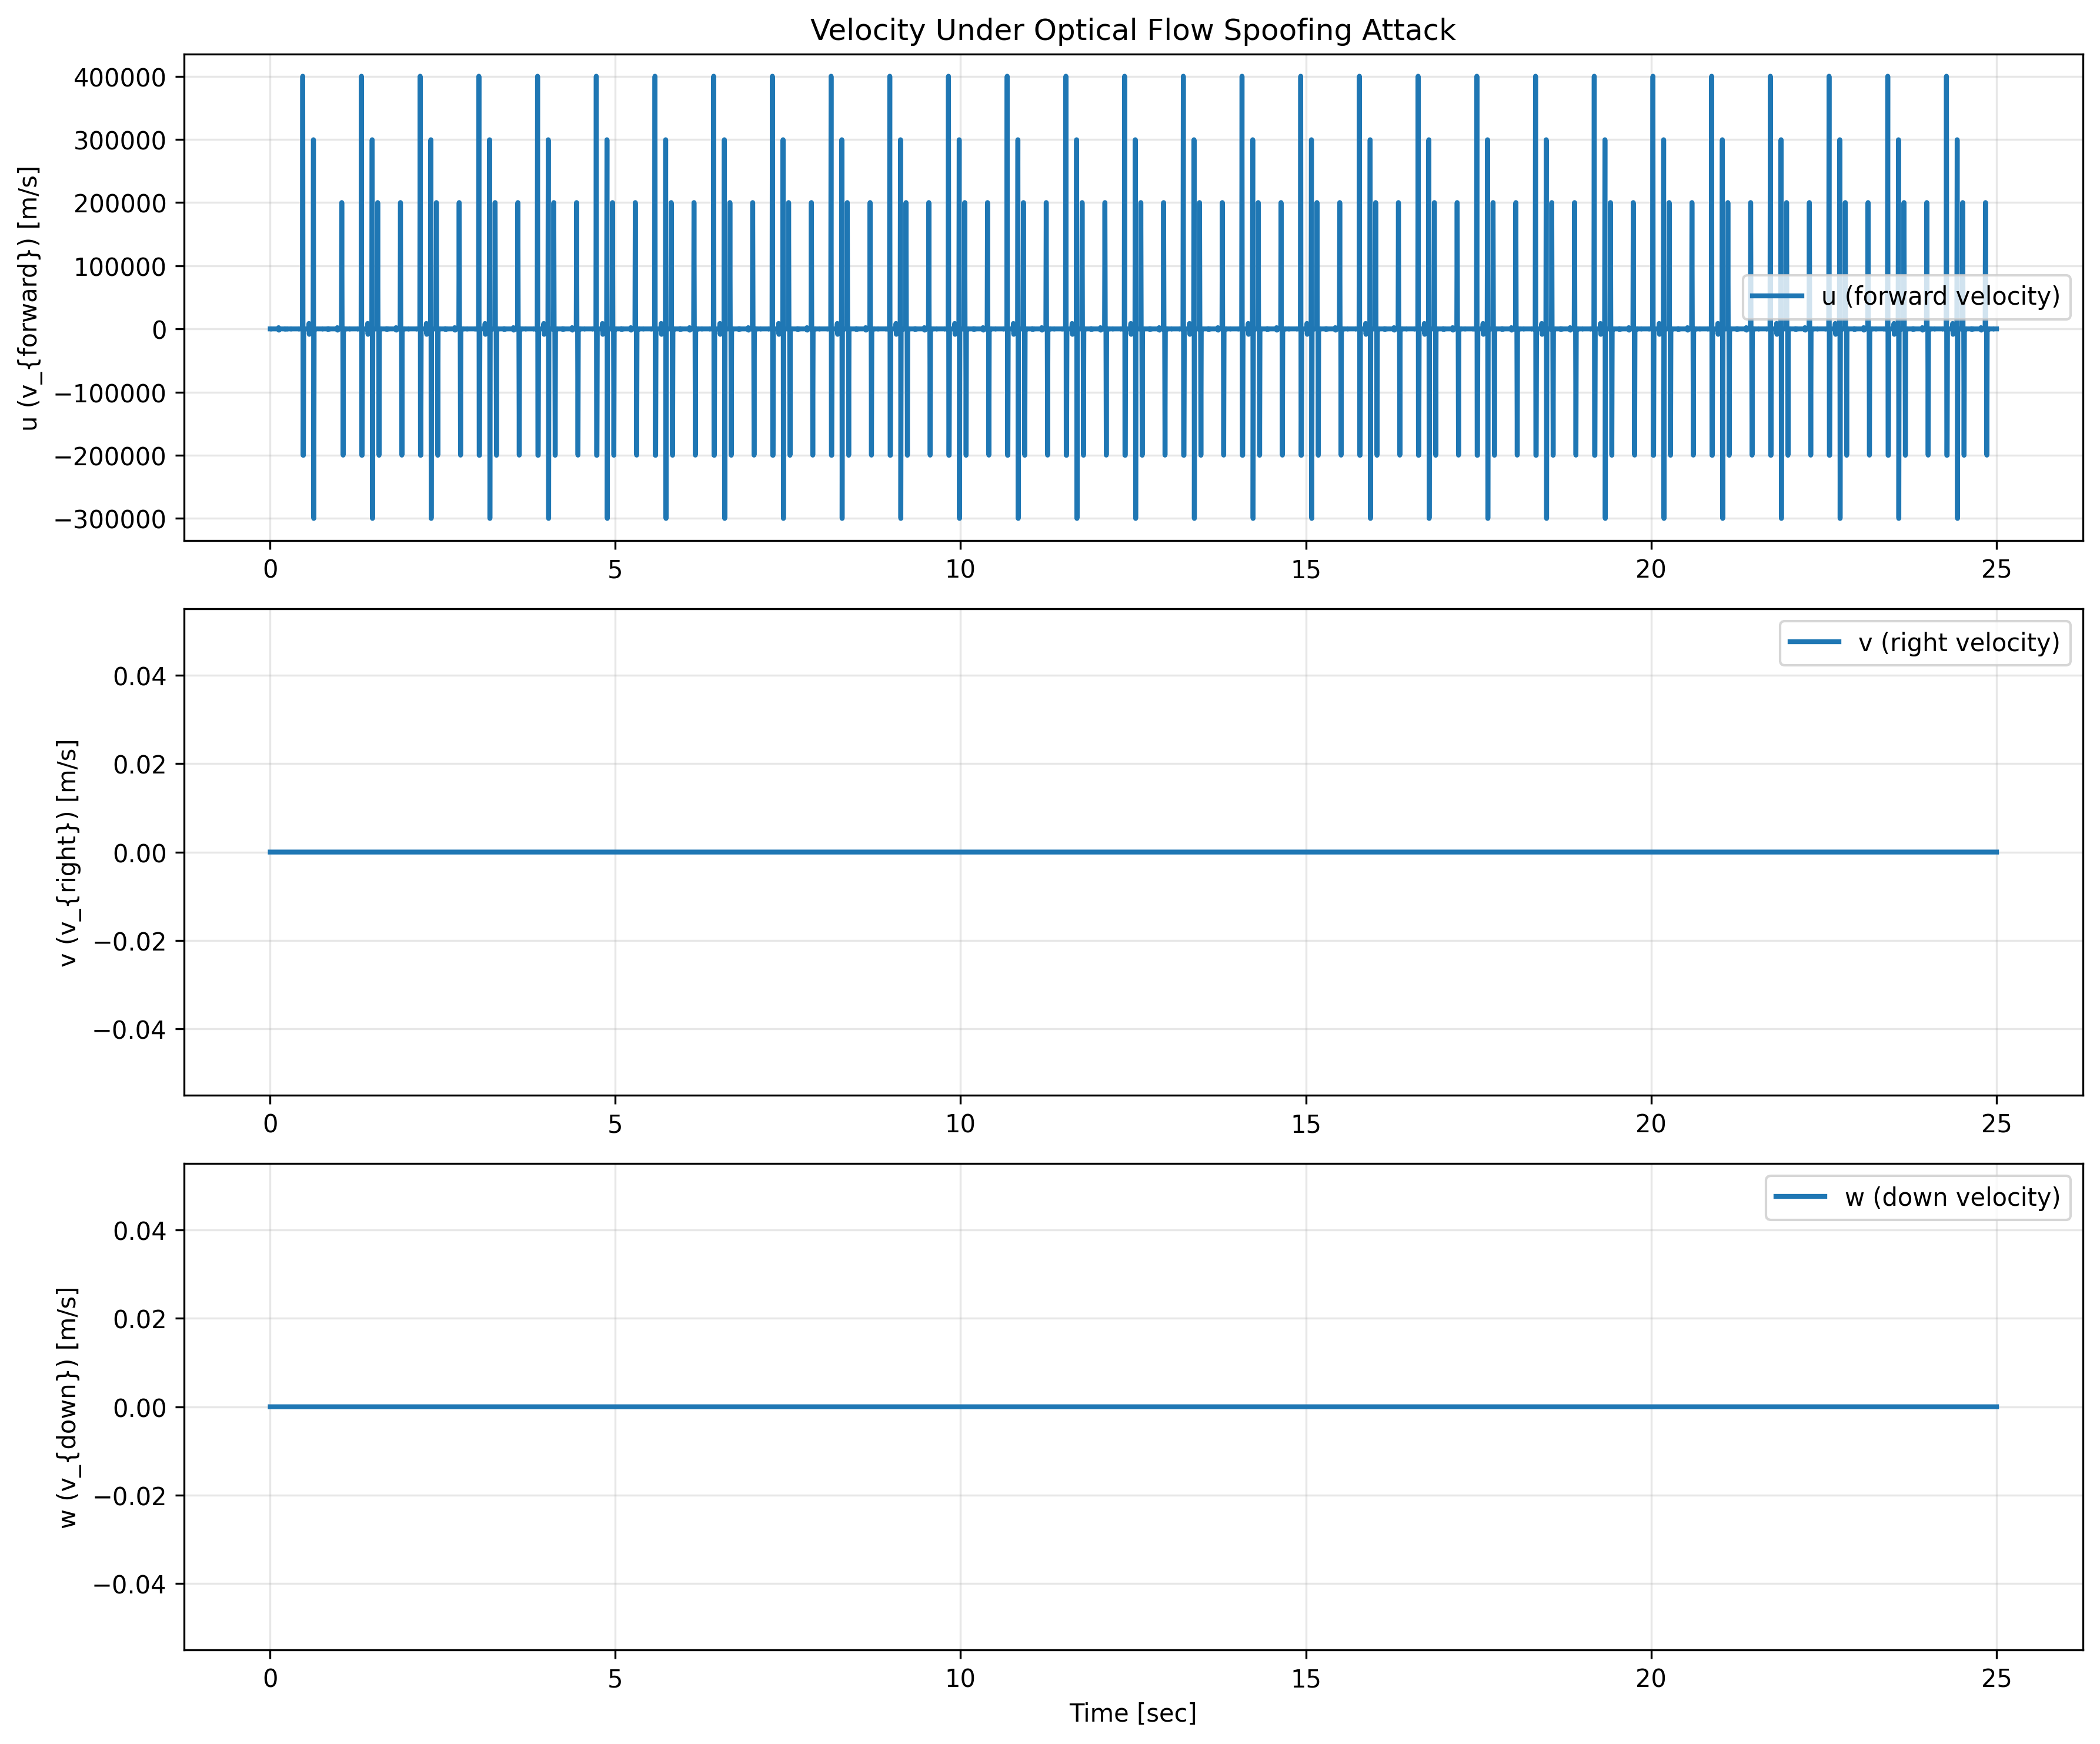 Velocity Under Optical Flow Spoofing Attack
u (v_{forward}) [m/s]
400000
300000
200000
100000
0
−100000
−200000
−300000
u (forward velocity)
0 5 10 15 20 25
v (v_{right}) [m/s]
0.04
0.02
0.00
−0.02
−0.04
v (right velocity)
0 5 10 15 20 25
w (v_{down}) [m/s]
0.04
0.02
0.00
−0.02
−0.04
w (down velocity)
0 5 10 15 20 25
Time [sec]